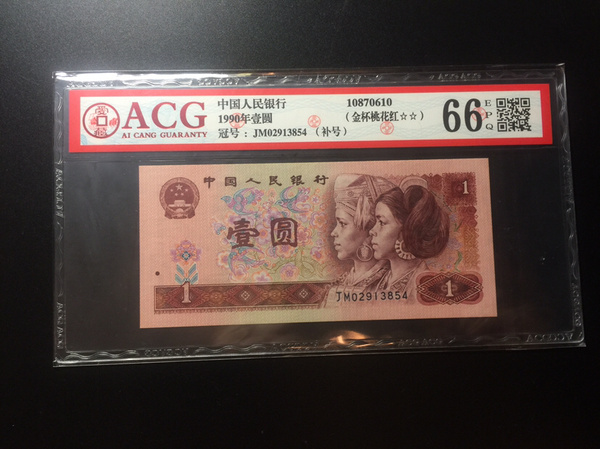 ACG
AI CANG GUARANTY
中国人民银行
1990年壹圆
冠号：JM02913854（补号）
10870610
（金杯桃花红☆☆）
66
EPQ
中国人民银行
1
壹圆
JM02913854
1
1